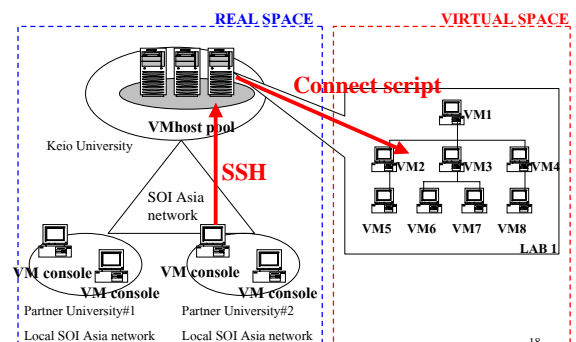 REAL SPACE
VIRTUAL SPACE
Connect script
VMhost pool
Keio University
SSH
SOI Asia
network
VM console
VM console
VM console
VM console
Partner University#1
Partner University#2
Local SOI Asia network
Local SOI Asia network
VM1
VM2
VM3
VM4
VM5
VM6
VM7
VM8
LAB 1
18